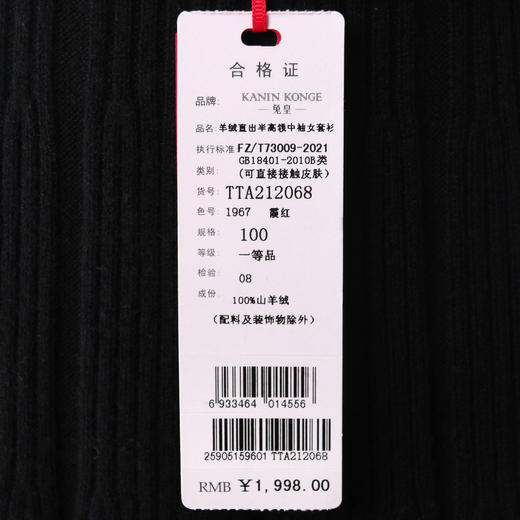 合格证
品牌: KANIN KONGE
兔皇
品名: 羊绒直出半高领中袖女套衫
执行标准 FZ/T73009-2021
GB18401-2010B类
类别: (可直接接触皮肤)
货号: TTA212068
色号: 1967 霞红
规格: 100
等级: 一等品
检验: 08
成份: 100%山羊绒
(配料及装饰物除外)
6 933464 014556
25905159601 TTA212068
RMB ¥1,998.00